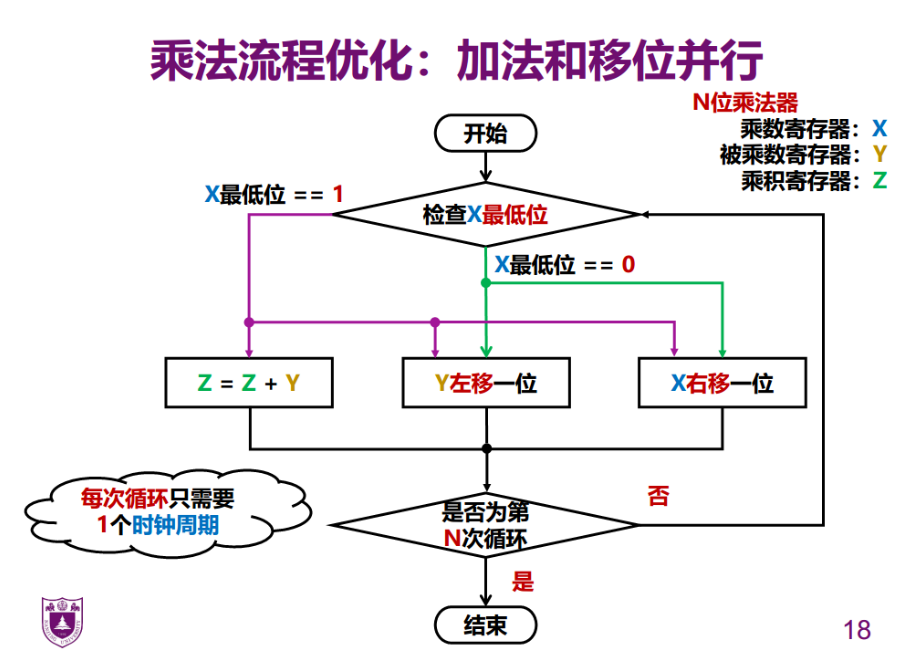 乘法流程优化：加法和移位并行
N位乘法器
乘数寄存器：X
被乘数寄存器：Y
乘积寄存器：Z
开始
X最低位 == 1
检查X最低位
X最低位 == 0
Z = Z + Y
Y左移一位
X右移一位
每次循环只需要
1个时钟周期
是否为第
N次循环
否
是
结束
18